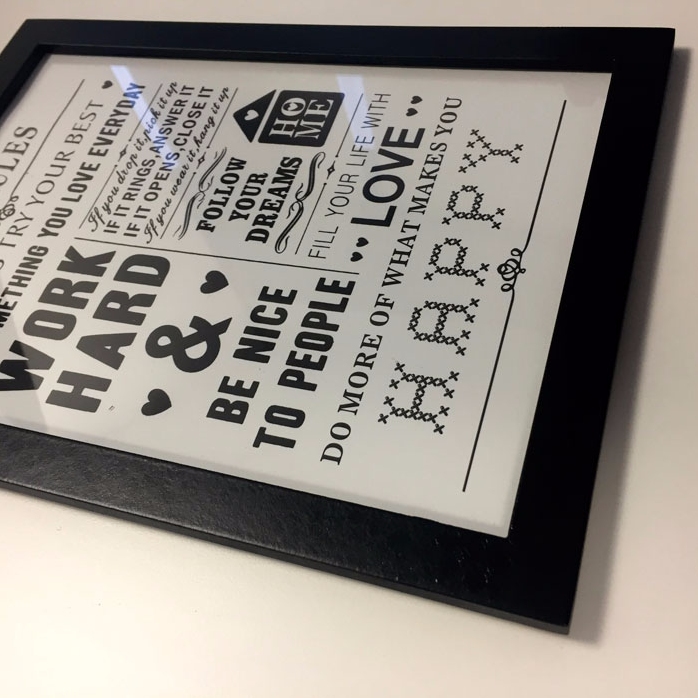 TRY YOUR BEST
YOU LOVE EVERYDAY
WORK
HARD
&
BE NICE
TO PEOPLE
If you drop it, pick it up
IF IT RINGS, ANSWER IT
IF IT OPENS, CLOSE IT
If you wear it, hang it up
FOLLOW
YOUR
DREAMS
HO
ME
FILL YOUR LIFE WITH
LOVE
DO MORE OF WHAT MAKES YOU
HAPPY